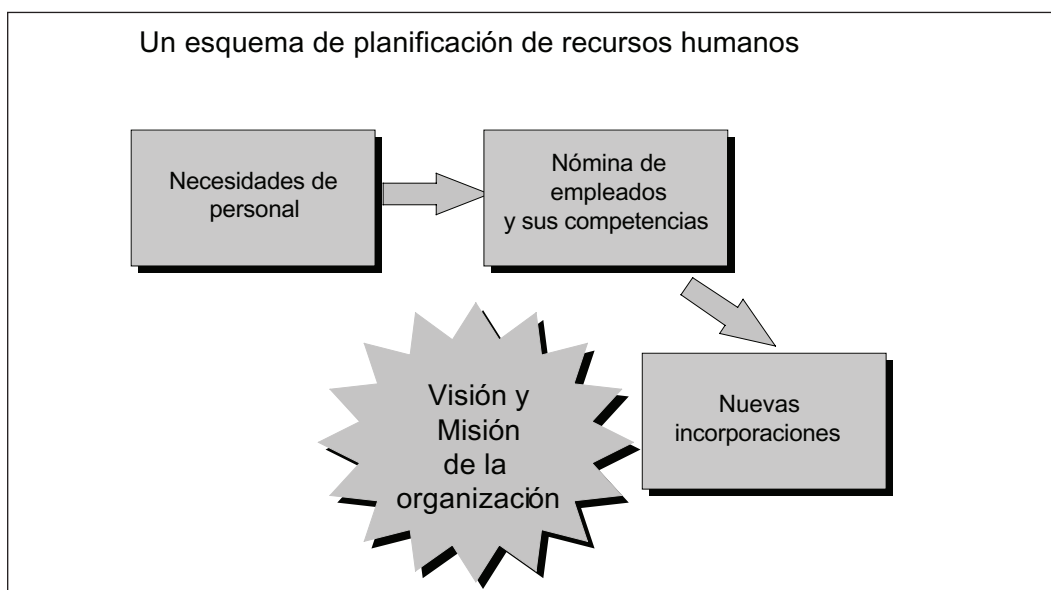 Un esquema de planificación de recursos humanos
Necesidades de
personal
Nómina de
empleados
y sus competencias
Visión y
Misión
de la
organización
Nuevas
incorporaciones